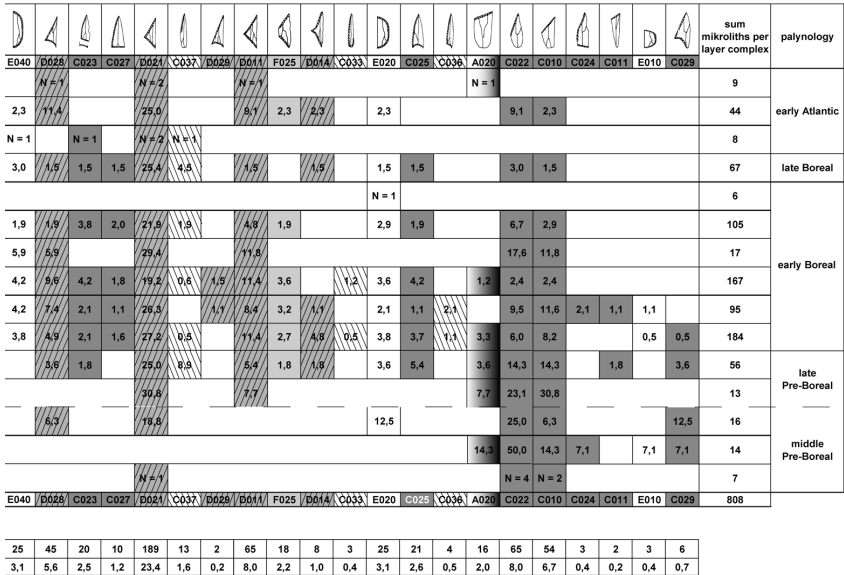 sum
mikroliths per
layer complex
palynology
E040 D028 C023 C027 D021 C037 D029 D011 F025 D014 C033 E020 C025 C036 A020 C022 C010 C024 C011 E010 C029
N = 1 N = 2 N = 1 N = 1 9
2,3 11,4 25,0 9,1 2,3 2,3 2,3 9,1 2,3 44 early Atlantic
N = 1 N = 1 N = 2 N = 1 8
3,0 1,5 1,5 1,5 25,4 4,5 1,5 1,5 1,5 1,5 3,0 1,5 67 late Boreal
N = 1 6
1,9 1,9 3,8 2,0 21,9 1,9 4,8 1,9 2,9 1,9 6,7 2,9 105
5,9 5,9 29,4 11,8 17,6 11,8 17
early Boreal
4,2 9,6 4,2 1,8 19,2 0,6 1,5 11,4 3,6 1,2 3,6 4,2 1,2 2,4 2,4 167
4,2 7,4 2,1 1,1 26,3 1,1 8,4 3,2 1,1 2,1 1,1 2,1 9,5 11,6 2,1 1,1 1,1 95
3,8 4,9 2,1 1,6 27,2 0,5 11,4 2,7 4,8 0,5 3,8 3,7 1,1 3,3 6,0 8,2 0,5 0,5 184
3,6 1,8 25,0 8,9 5,4 1,8 1,8 3,6 5,4 3,6 14,3 14,3 1,8 3,6 56
late
Pre-Boreal
30,8 7,7 7,7 23,1 30,8 13
6,3 18,8 12,5 25,0 6,3 12,5 16
middle
Pre-Boreal
14,3 50,0 14,3 7,1 7,1 7,1 14
N = 1 N = 4 N = 2 7
E040 D028 C023 C027 D021 C037 D029 D011 F025 D014 C033 E020 C025 C036 A020 C022 C010 C024 C011 E010 C029 808
25 45 20 10 189 13 2 65 18 8 3 25 21 4 16 65 54 3 2 3 6
3,1 5,6 2,5 1,2 23,4 1,6 0,2 8,0 2,2 1,0 0,4 3,1 2,6 0,5 2,0 8,0 6,7 0,4 0,2 0,4 0,7